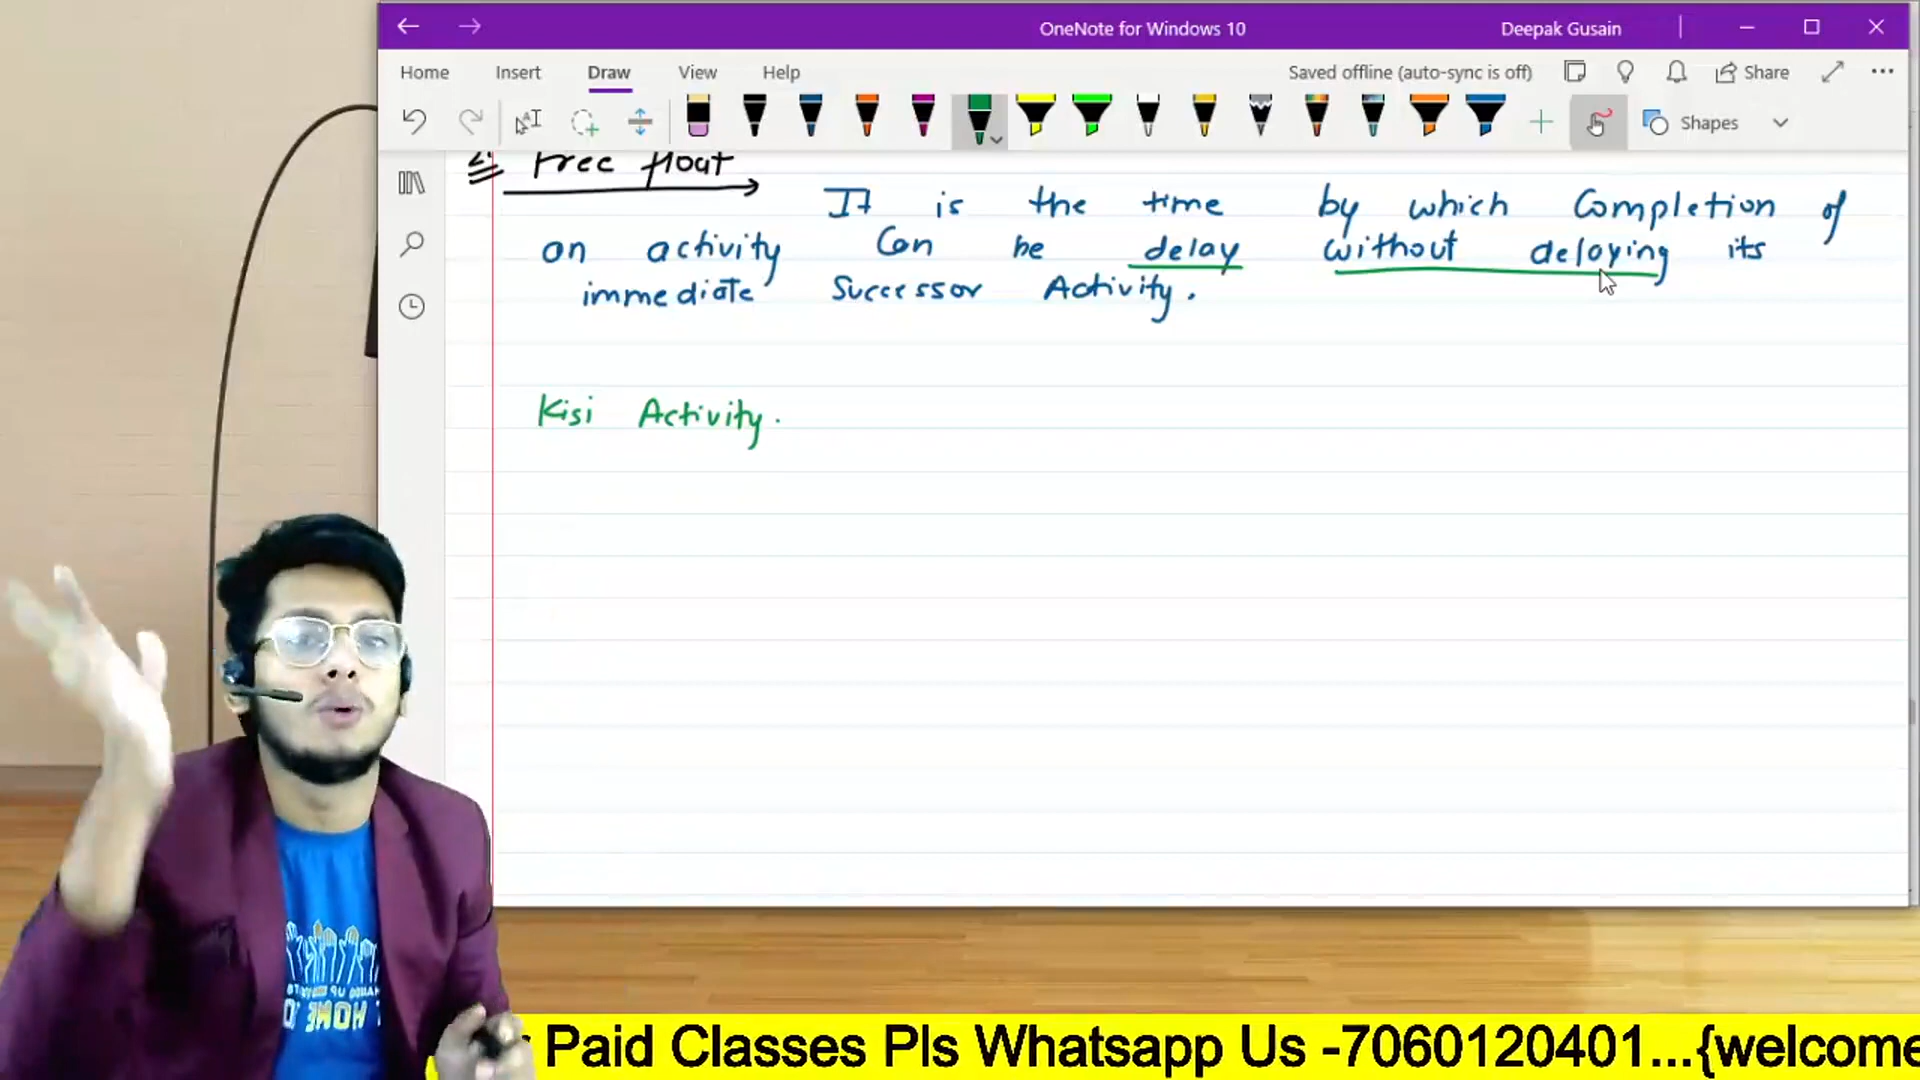 OneNote for Windows 10
Deepak Gusain
Home Insert Draw View Help
Saved offline (auto-sync is off)
Share
Shapes
2. Free float
It is the time by which Completion of
an activity Can be delay without delaying its
immediate Successor Activity.
Kisi Activity.
HOME
Paid Classes Pls Whatsapp Us -7060120401...{welcome